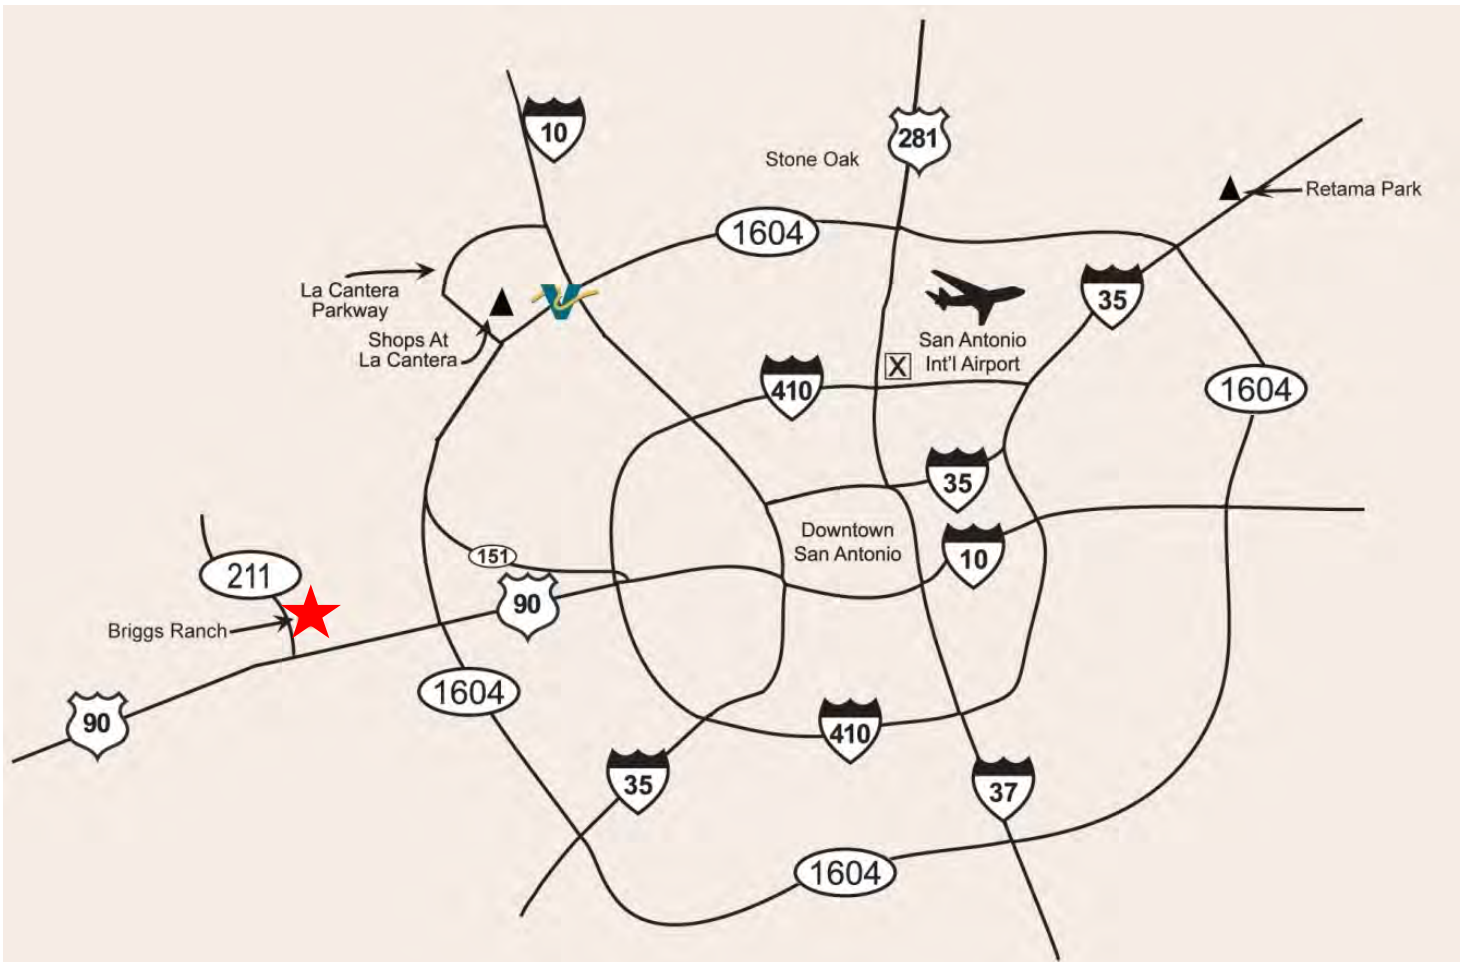 10
281
Stone Oak
Retama Park
1604
La Cantera
Parkway
35
Shops At
La Cantera
V
San Antonio
Int'l Airport
X
410
1604
35
Downtown
San Antonio
10
151
211
90
Briggs Ranch
1604
90
410
35
37
1604